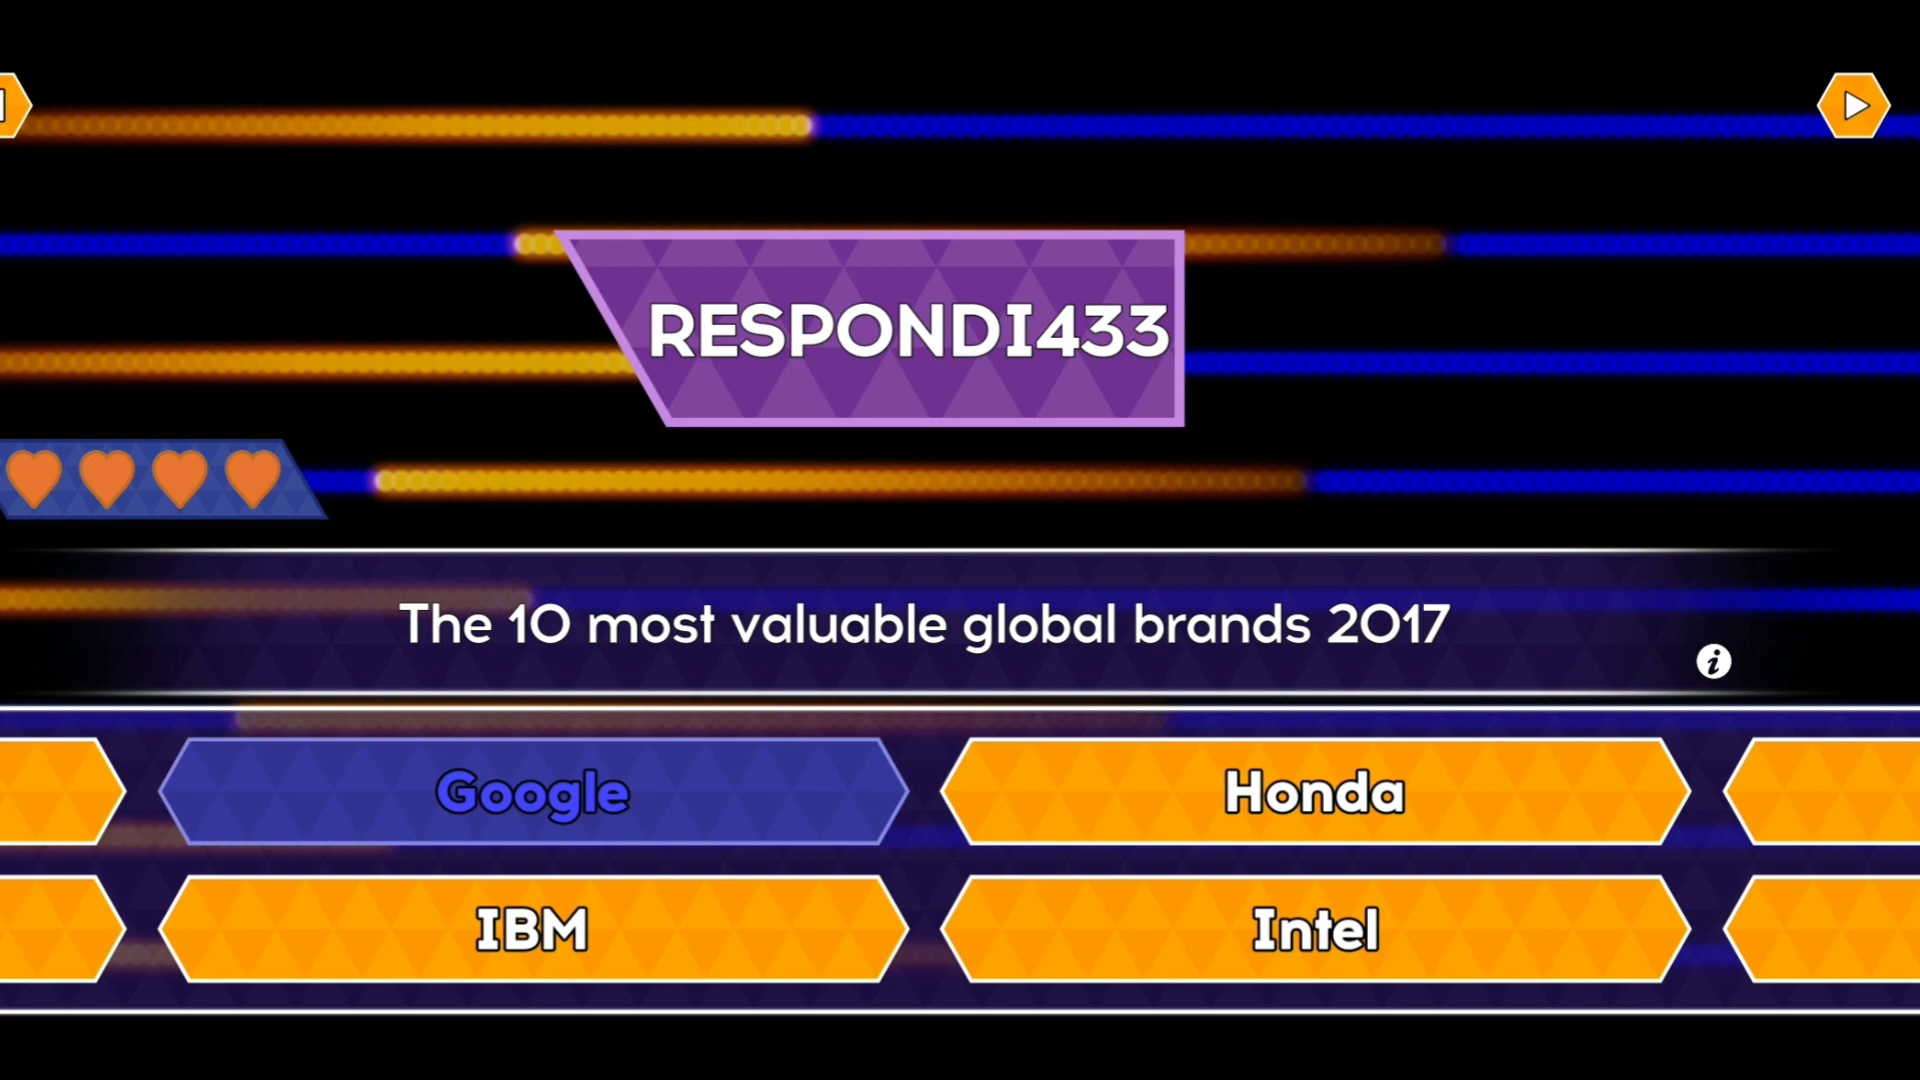 RESPONDI433
The 10 most valuable global brands 2017
i
Google
Honda
IBM
Intel